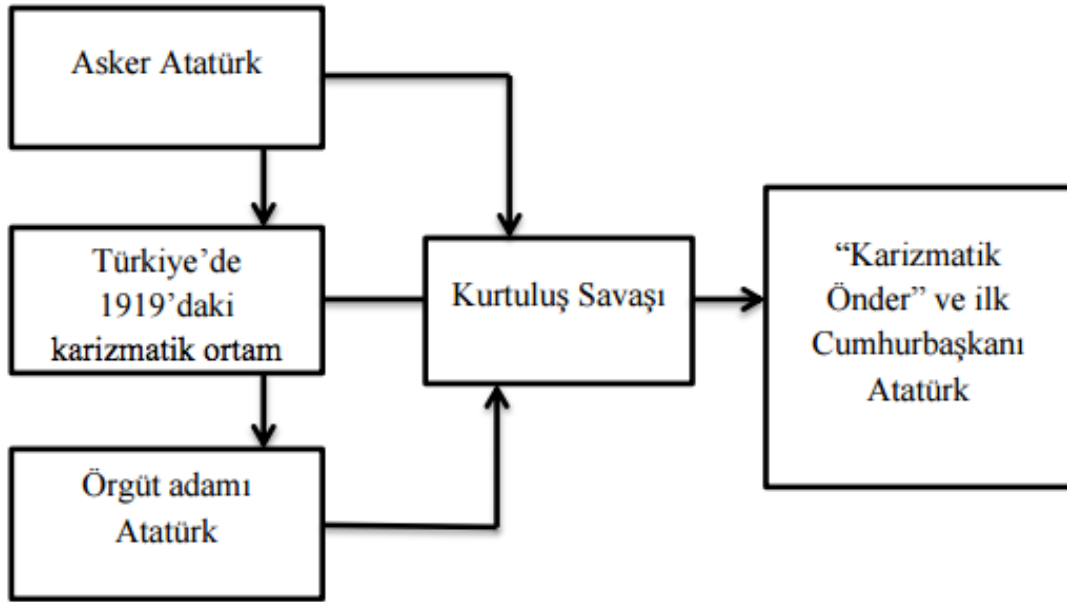 Asker Atatürk
Türkiye’de
1919’daki
karizmatik ortam
Örgüt adamı
Atatürk
Kurtuluş Savaşı
“Karizmatik
Önder” ve ilk
Cumhurbaşkanı
Atatürk